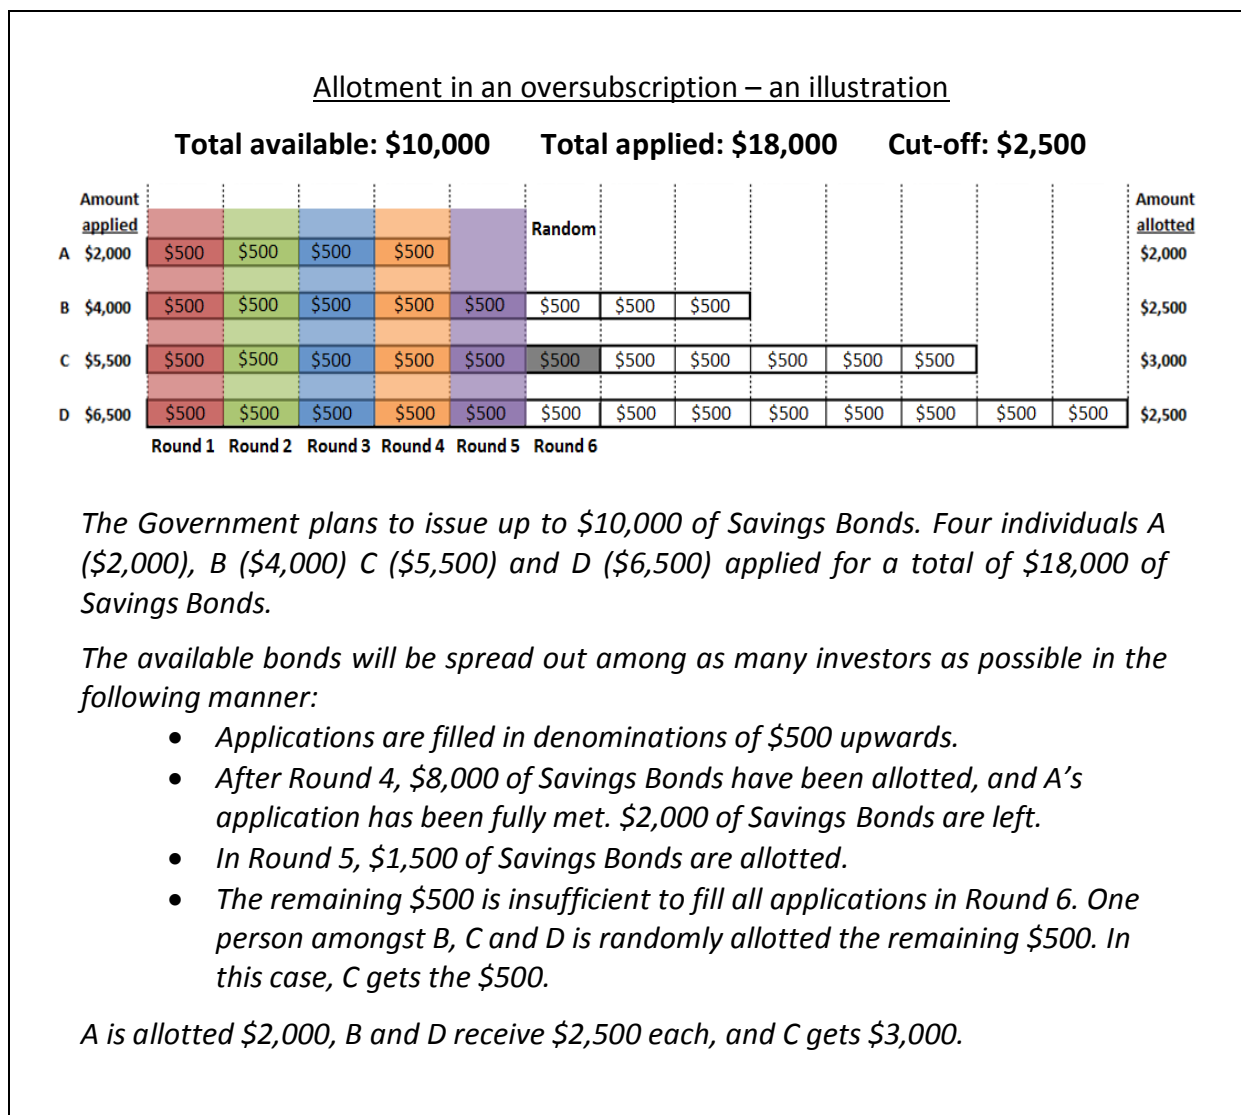 Allotment in an oversubscription – an illustration
Total available: $10,000 Total applied: $18,000 Cut-off: $2,500
Amount applied Random Amount allotted
A $2,000 $500 $500 $500 $500 $2,000
B $4,000 $500 $500 $500 $500 $500 $500 $500 $500 $2,500
C $5,500 $500 $500 $500 $500 $500 $500 $500 $500 $500 $500 $500 $3,000
D $6,500 $500 $500 $500 $500 $500 $500 $500 $500 $500 $500 $500 $500 $500 $2,500
Round 1 Round 2 Round 3 Round 4 Round 5 Round 6
The Government plans to issue up to $10,000 of Savings Bonds. Four individuals A
($2,000), B ($4,000) C ($5,500) and D ($6,500) applied for a total of $18,000 of
Savings Bonds.
The available bonds will be spread out among as many investors as possible in the
following manner:
• Applications are filled in denominations of $500 upwards.
• After Round 4, $8,000 of Savings Bonds have been allotted, and A’s
application has been fully met. $2,000 of Savings Bonds are left.
• In Round 5, $1,500 of Savings Bonds are allotted.
• The remaining $500 is insufficient to fill all applications in Round 6. One
person amongst B, C and D is randomly allotted the remaining $500. In
this case, C gets the $500.
A is allotted $2,000, B and D receive $2,500 each, and C gets $3,000.